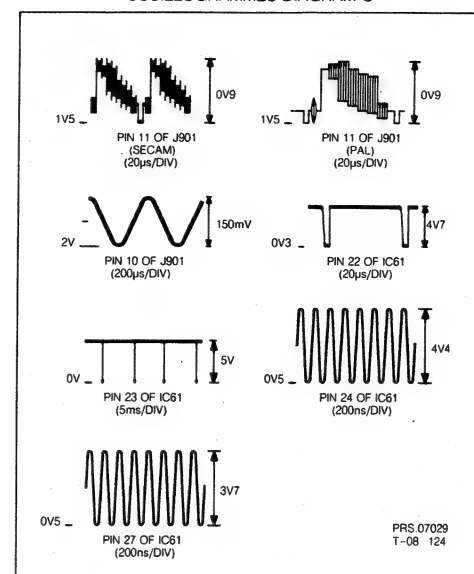 0V9
1V5
PIN 11 OF J901
(SECAM)
(20µs/DIV)
0V9
1V5
PIN 11 OF J901
(PAL)
(20µs/DIV)
150mV
2V
PIN 10 OF J901
(200µs/DIV)
4V7
0V3
PIN 22 OF IC61
(20µs/DIV)
5V
0V
PIN 23 OF IC61
(5ms/DIV)
4V4
0V5
PIN 24 OF IC61
(200ns/DIV)
3V7
0V5
PIN 27 OF IC61
(200ns/DIV)
PRS.07029
T-08 124